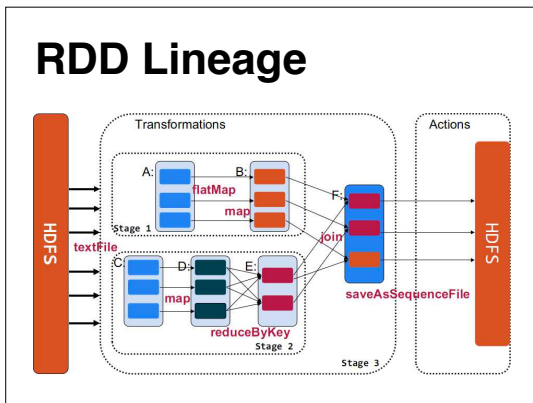 RDD Lineage
Transformations
Actions
HDFS
textFile
A:
B:
flatMap
map
Stage 1
C:
D:
E:
map
reduceByKey
Stage 2
F:
join
saveAsSequenceFile
Stage 3
HDFS